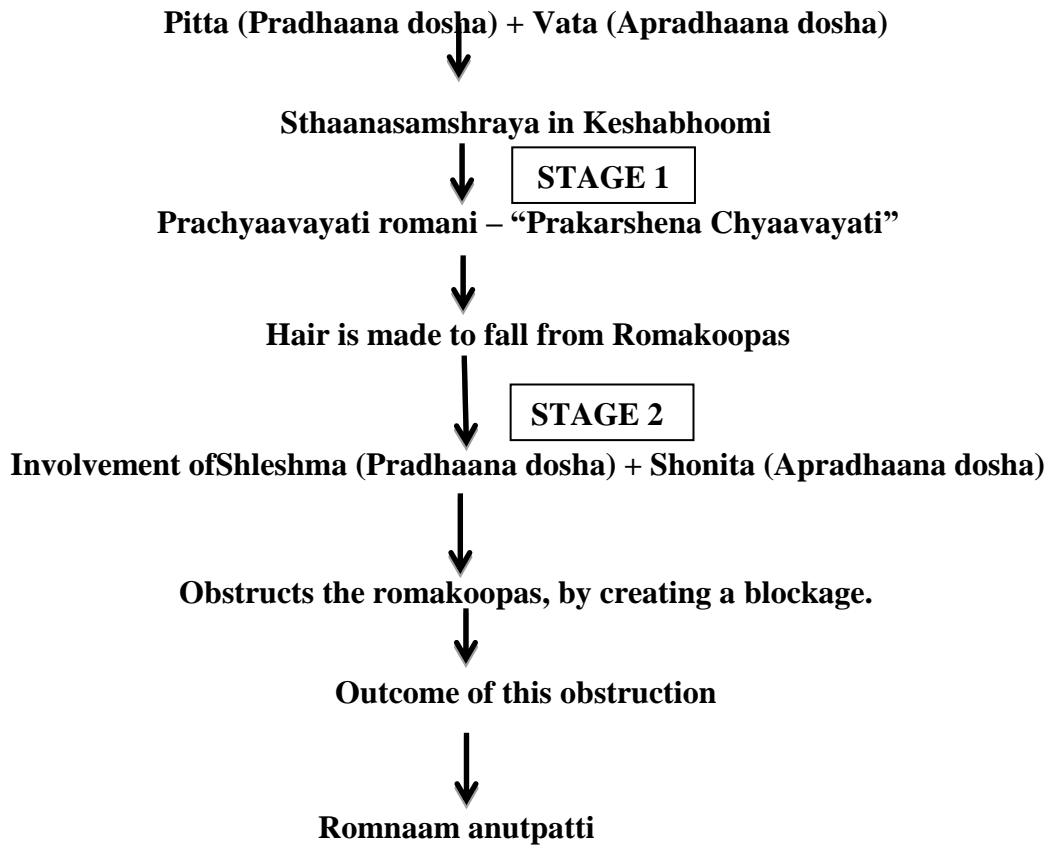 Pitta (Pradhaana dosha) + Vata (Apradhaana dosha)
Sthaanasamshraya in Keshabhoomi
STAGE 1
Prachyaavayati romani – “Prakarshena Chyaavayati”
Hair is made to fall from Romakoopas
STAGE 2
Involvement ofShleshma (Pradhaana dosha) + Shonita (Apradhaana dosha)
Obstructs the romakoopas, by creating a blockage.
Outcome of this obstruction
Romnaam anutpatti